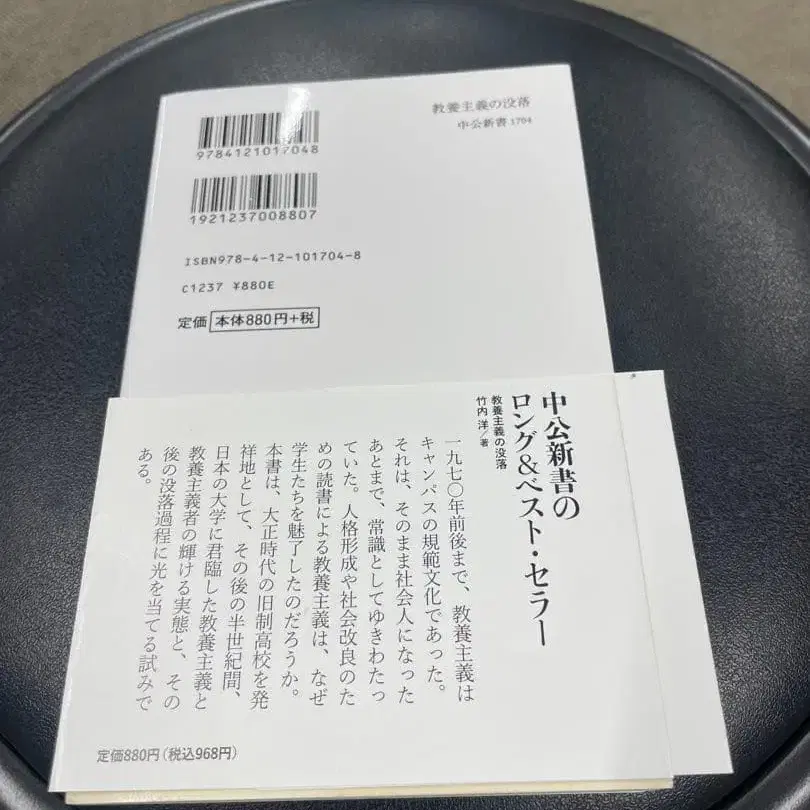 教養主義の没落
中公新書 1704
9784121017048
1921237008807
ISBN978-4-12-101704-8
C1237 ¥880E
定価 本体880円+税
中公新書の
ロング&ベスト・セラー
教養主義の没落
竹内 洋/著
一九七〇年前後まで、教養主義は
キャンパスの規範文化であった。
それは、そのまま社会人になった
あとまで、常識としてゆきわたっ
ていた。人格形成や社会改良のた
めの読書による教養主義は、なぜ
学生たちを魅了したのだろうか。
本書は、大正時代の旧制高校を発
祥地として、その後の半世紀間、
日本の大学に君臨した教養主義と
教養主義者の輝ける実態と、その
後の没落過程に光を当てる試みで
ある。
定価880円(税込968円)